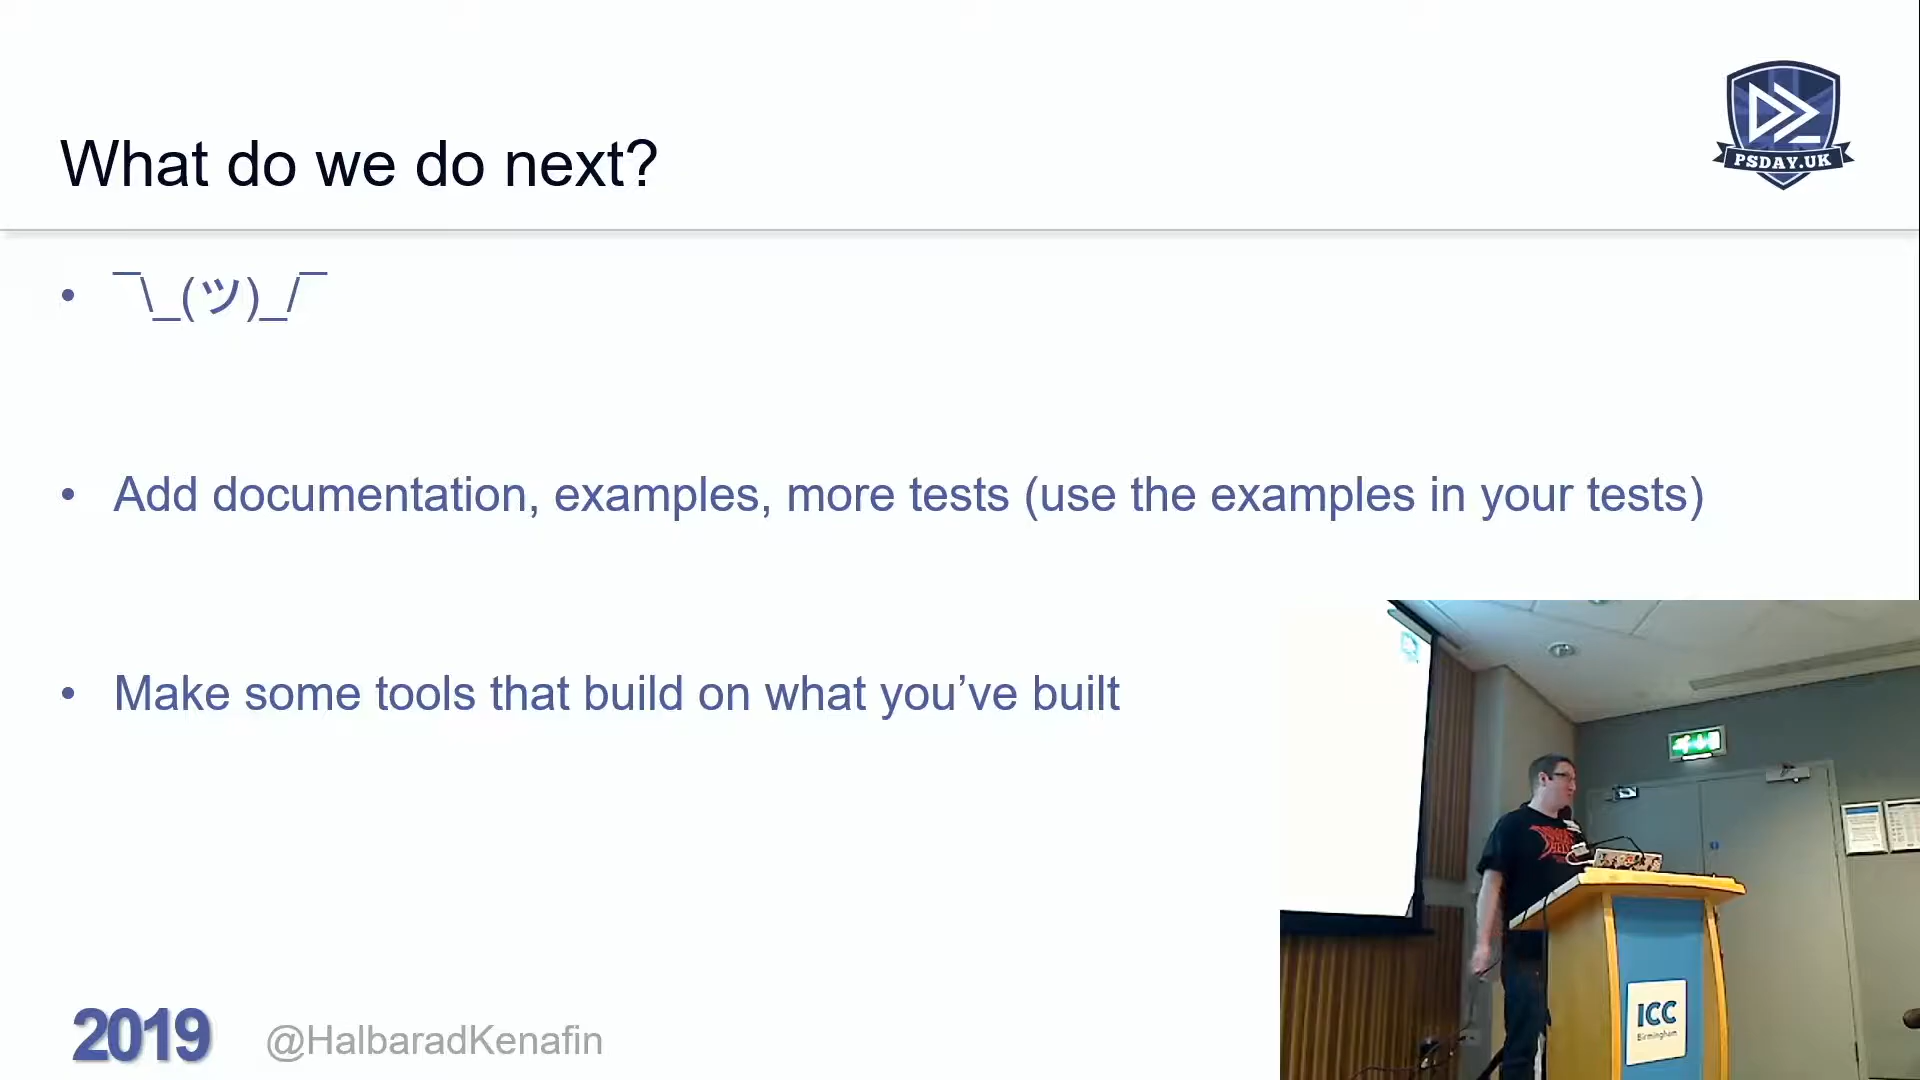 What do we do next?
PSDAY.UK
• ¯\_(ツ)_/¯
• Add documentation, examples, more tests (use the examples in your tests)
• Make some tools that build on what you’ve built
2019 @HalbaradKenafin
ICC
Birmingham